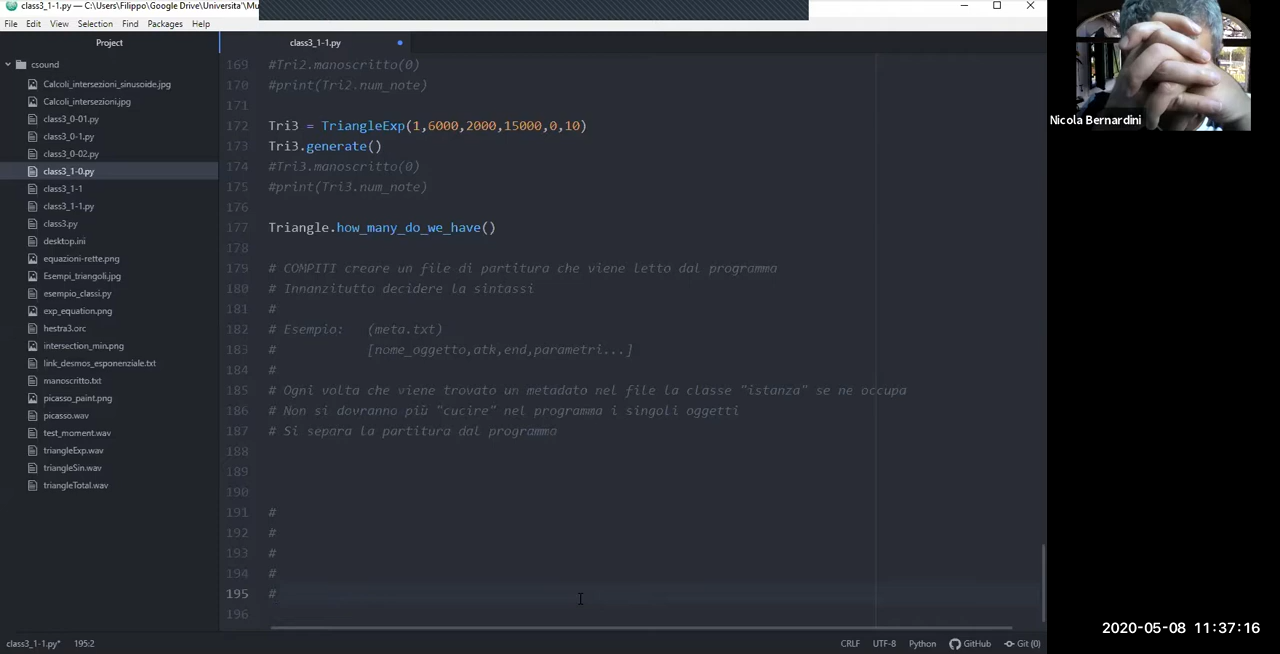 class3_1-1.py — C:\Users\Filippo\Google Drive\Universita'\Mu
File Edit View Selection Find Packages Help
Project
class3_1-1.py
csound
Calcoli_intersezioni_sinusoide.jpg
Calcoli_intersezioni.jpg
class3_0-01.py
class3_0-1.py
class3_0-02.py
class3_1-0.py
class3_1-1
class3_1-1.py
class3.py
desktop.ini
equazioni-rette.png
Esempi_triangoli.jpg
esempio_classi.py
exp_equation.png
hestra3.orc
intersection_min.png
link_desmos_esponenziale.txt
manoscritto.txt
picasso_paint.png
picasso.wav
test_moment.wav
triangleExp.wav
triangleSin.wav
triangleTotal.wav
169 #Tri2.manoscritto(0)
170 #print(Tri2.num_note)
171
172 Tri3 = TriangleExp(1,6000,2000,15000,0,10)
173 Tri3.generate()
174 #Tri3.manoscritto(0)
175 #print(Tri3.num_note)
176
177 Triangle.how_many_do_we_have()
178
179 # COMPITI creare un file di partitura che viene letto dal programma
180 # Innanzitutto decidere la sintassi
181 #
182 # Esempio: (meta.txt)
183 # [nome_oggetto,atk,end,parametri...]
184 #
185 # Ogni volta che viene trovato un metadato nel file la classe "istanza" se ne occupa
186 # Non si dovranno più "cucire" nel programma i singoli oggetti
187 # Si separa la partitura dal programma
188
189
190
191 #
192 #
193 #
194 #
195 #
196
class3_1-1.py* 195:2
CRLF UTF-8 Python GitHub Git (0)
Nicola Bernardini
2020-05-08 11:37:16